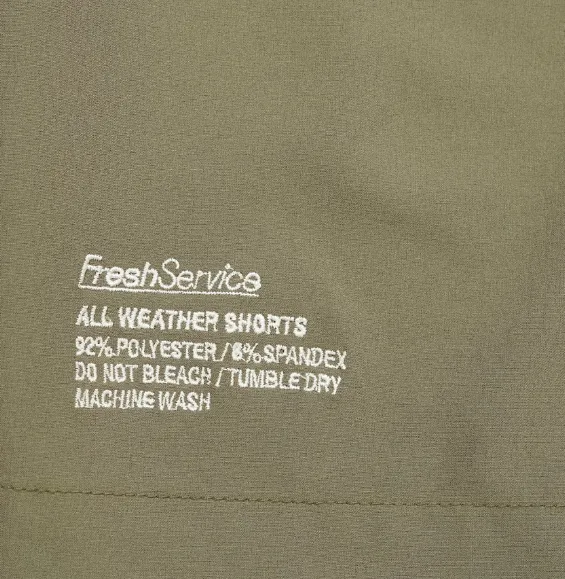 FreshService
ALL WEATHER SHORTS
92% POLYESTER / 8% SPANDEX
DO NOT BLEACH / TUMBLE DRY
MACHINE WASH